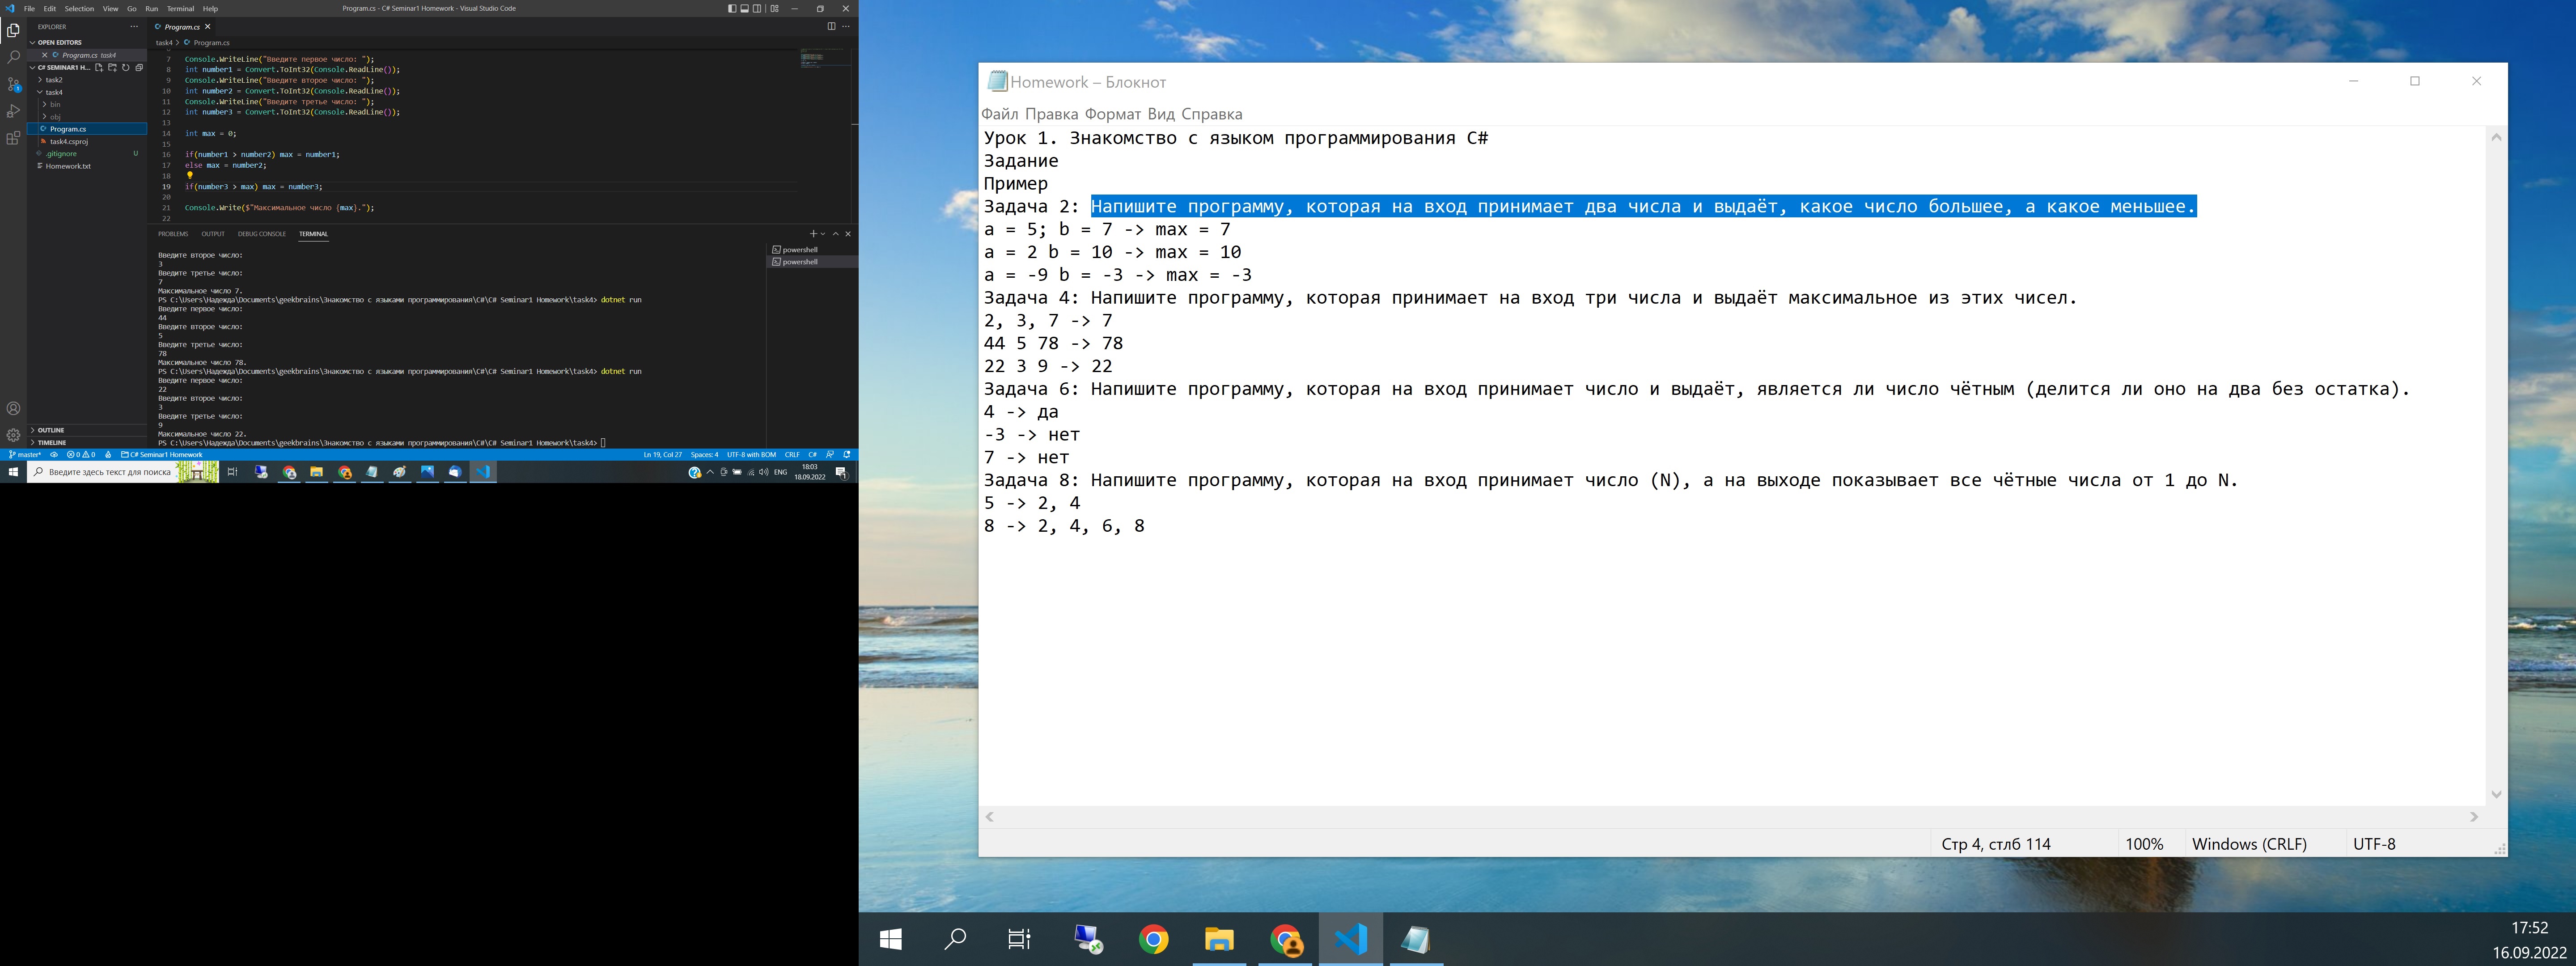 File Edit Selection View Go Run Terminal Help
Program.cs - C# Seminar1 Homework - Visual Studio Code
EXPLORER
OPEN EDITORS
Program.cs task4
C# SEMINAR1 H...
task2
task4
bin
obj
Program.cs
task4.csproj
.gitignore U
Homework.txt
OUTLINE
TIMELINE
Program.cs
task4 > Program.cs
7 Console.WriteLine("Введите первое число: ");
8 int number1 = Convert.ToInt32(Console.ReadLine());
9 Console.WriteLine("Введите второе число: ");
10 int number2 = Convert.ToInt32(Console.ReadLine());
11 Console.WriteLine("Введите третье число: ");
12 int number3 = Convert.ToInt32(Console.ReadLine());
13
14 int max = 0;
15
16 if(number1 > number2) max = number1;
17 else max = number2;
18
19 if(number3 > max) max = number3;
20
21 Console.Write($"Максимальное число {max}.");
22
PROBLEMS OUTPUT DEBUG CONSOLE TERMINAL
powershell
powershell
Введите второе число:
3
Введите третье число:
7
Максимальное число 7.
PS C:\Users\Надежда\Documents\geekbrains\Знакомство с языками программирования\C#\C# Seminar1 Homework\task4> dotnet run
Введите первое число:
44
Введите второе число:
5
Введите третье число:
78
Максимальное число 78.
PS C:\Users\Надежда\Documents\geekbrains\Знакомство с языками программирования\C#\C# Seminar1 Homework\task4> dotnet run
Введите первое число:
22
Введите второе число:
3
Введите третье число:
9
Максимальное число 22.
PS C:\Users\Надежда\Documents\geekbrains\Знакомство с языками программирования\C#\C# Seminar1 Homework\task4>
master* 0 0 C# Seminar1 Homework Ln 19, Col 27 Spaces: 4 UTF-8 with BOM CRLF C#
Введите здесь текст для поиска
ENG
18:03
18.09.2022
1
Homework – Блокнот
Файл Правка Формат Вид Справка
Урок 1. Знакомство с языком программирования C#
Задание
Пример
Задача 2: Напишите программу, которая на вход принимает два числа и выдаёт, какое число большее, а какое меньшее.
a = 5; b = 7 -> max = 7
a = 2 b = 10 -> max = 10
a = -9 b = -3 -> max = -3
Задача 4: Напишите программу, которая принимает на вход три числа и выдаёт максимальное из этих чисел.
2, 3, 7 -> 7
44 5 78 -> 78
22 3 9 -> 22
Задача 6: Напишите программу, которая на вход принимает число и выдаёт, является ли число чётным (делится ли оно на два без остатка).
4 -> да
-3 -> нет
7 -> нет
Задача 8: Напишите программу, которая на вход принимает число (N), а на выходе показывает все чётные числа от 1 до N.
5 -> 2, 4
8 -> 2, 4, 6, 8
Стр 4, стлб 114 100% Windows (CRLF) UTF-8
17:52
16.09.2022